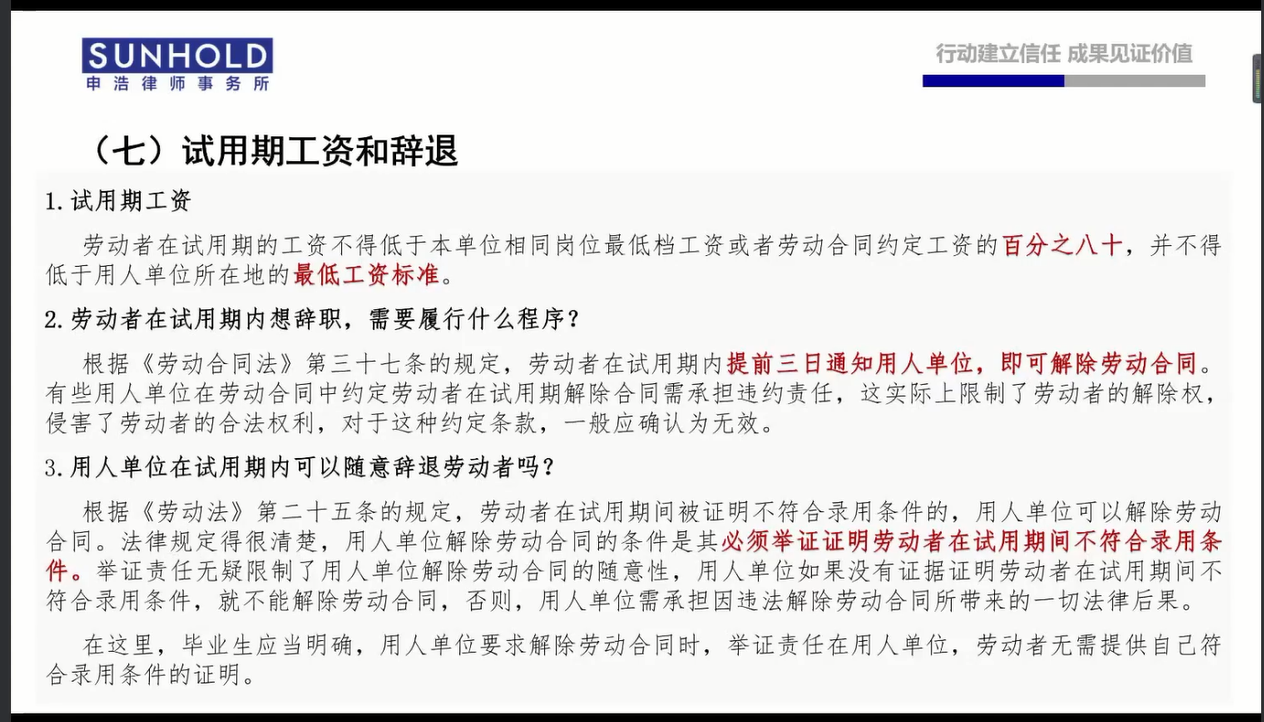 SUNHOLD
申浩律师事务所
行动建立信任 成果见证价值
（七）试用期工资和辞退
1.试用期工资
劳动者在试用期的工资不得低于本单位相同岗位最低档工资或者劳动合同约定工资的百分之八十，并不得
低于用人单位所在地的最低工资标准。
2.劳动者在试用期内想辞职，需要履行什么程序？
根据《劳动合同法》第三十七条的规定，劳动者在试用期内提前三日通知用人单位，即可解除劳动合同。
有些用人单位在劳动合同中约定劳动者在试用期解除合同需承担违约责任，这实际上限制了劳动者的解除权，
侵害了劳动者的合法权利，对于这种约定条款，一般应确认为无效。
3.用人单位在试用期内可以随意辞退劳动者吗？
根据《劳动法》第二十五条的规定，劳动者在试用期间被证明不符合录用条件的，用人单位可以解除劳动
合同。法律规定得很清楚，用人单位解除劳动合同的条件是其必须举证证明劳动者在试用期间不符合录用条
件。举证责任无疑限制了用人单位解除劳动合同的随意性，用人单位如果没有证据证明劳动者在试用期间不
符合录用条件，就不能解除劳动合同，否则，用人单位需承担因违法解除劳动合同所带来的一切法律后果。
在这里，毕业生应当明确，用人单位要求解除劳动合同时，举证责任在用人单位，劳动者无需提供自己符
合录用条件的证明。